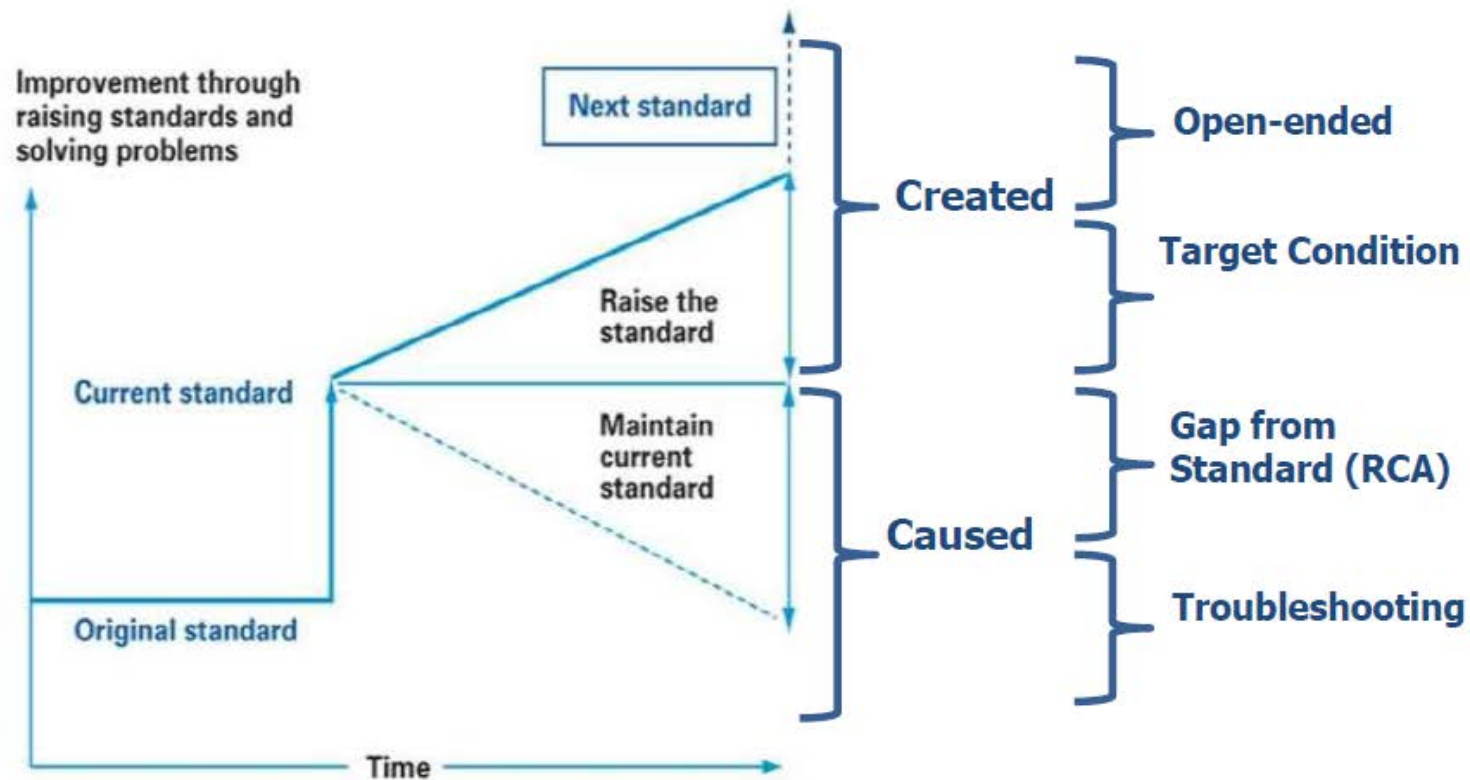 Improvement through
raising standards and
solving problems
Next standard
Raise the
standard
Current standard
Maintain
current
standard
Original standard
Time
Created
Caused
Open-ended
Target Condition
Gap from
Standard (RCA)
Troubleshooting